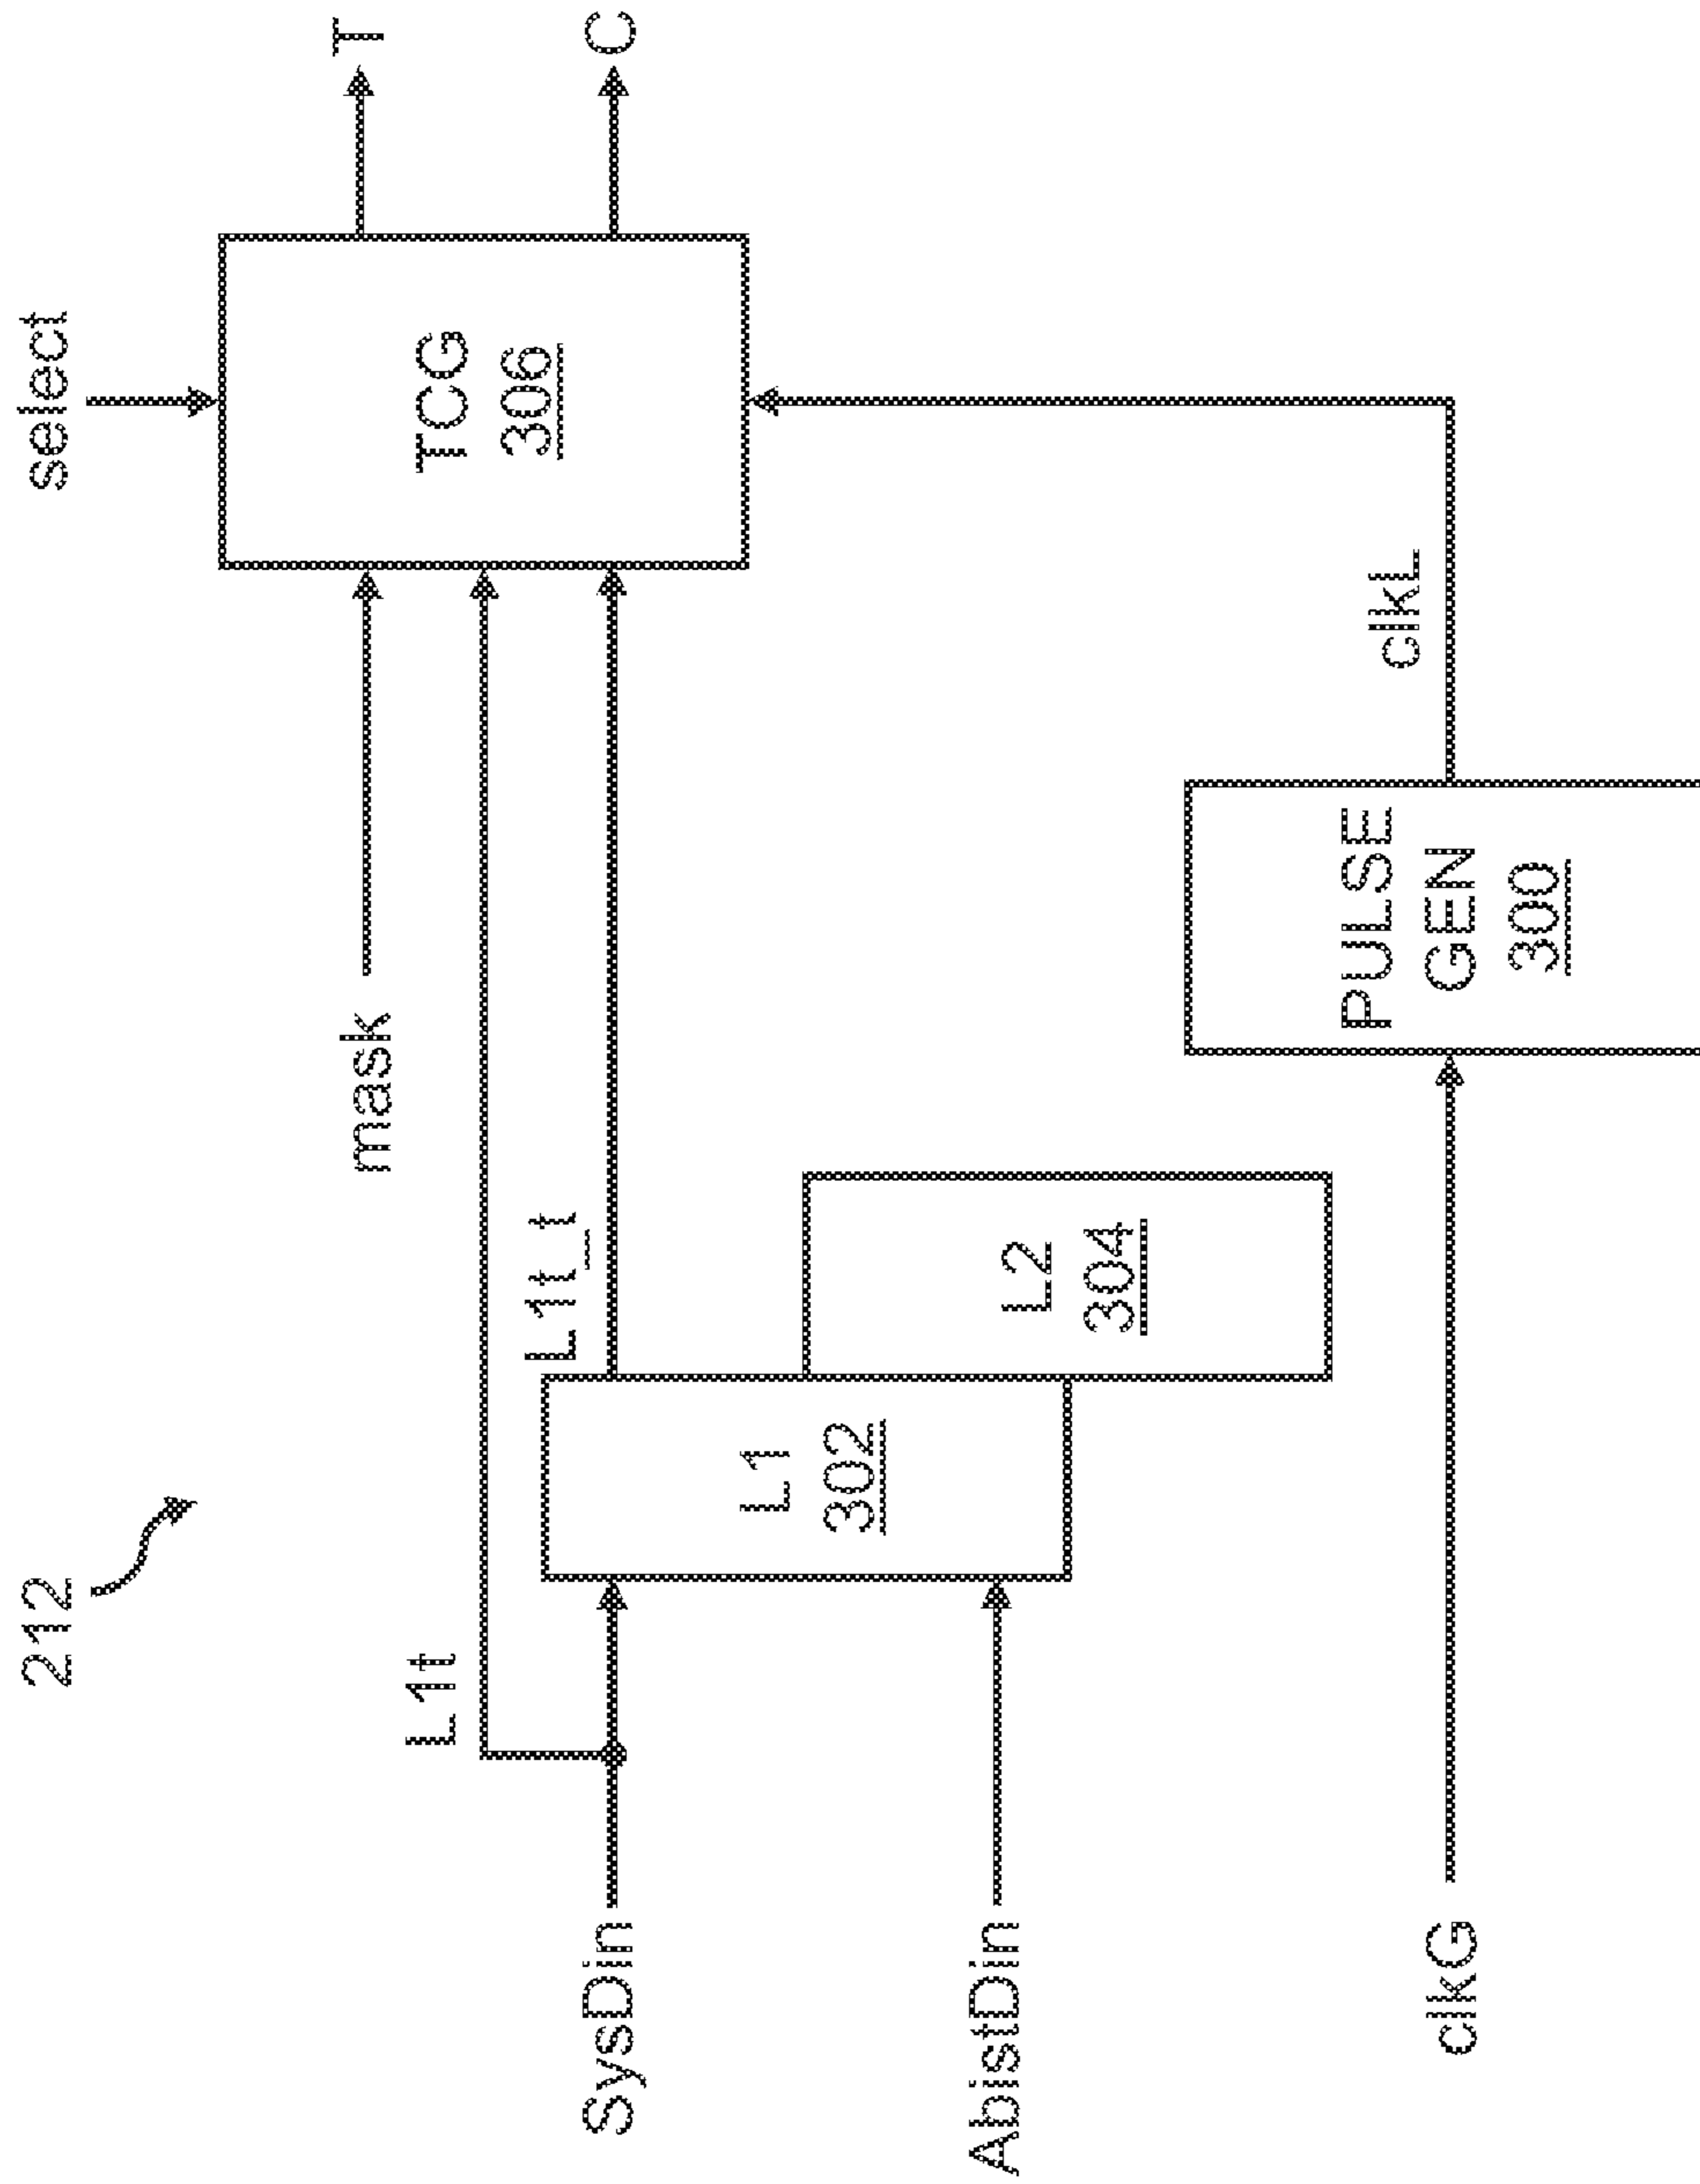 212
select
T
C
TCG
306
mask
L1t
L1t_t
SysDin
L1
302
L2
304
AbistDin
clkL
PULSE
GEN
300
clkG